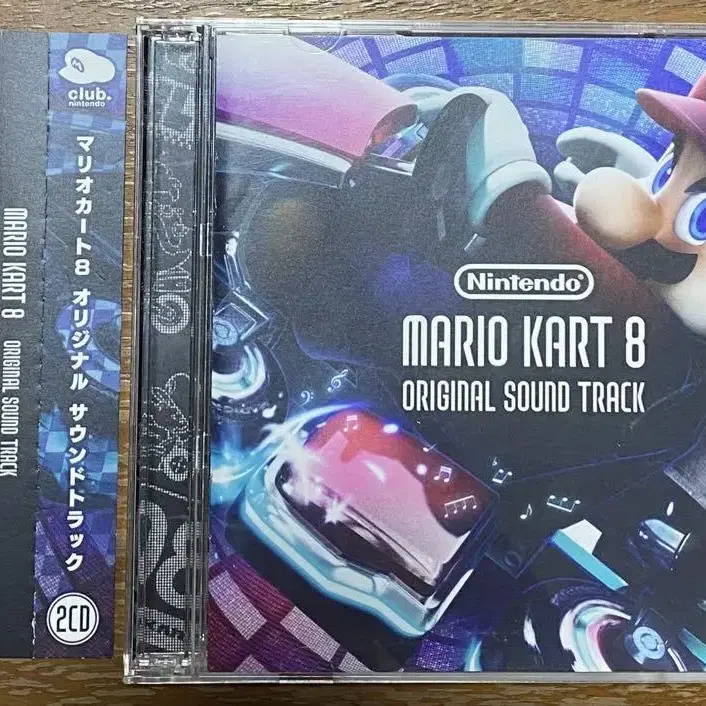 club.
nintendo
マリオカート8 オリジナル サウンドトラック
2CD
MARIO KART 8 ORIGINAL SOUND TRACK
Nintendo
MARIO KART 8
ORIGINAL SOUND TRACK